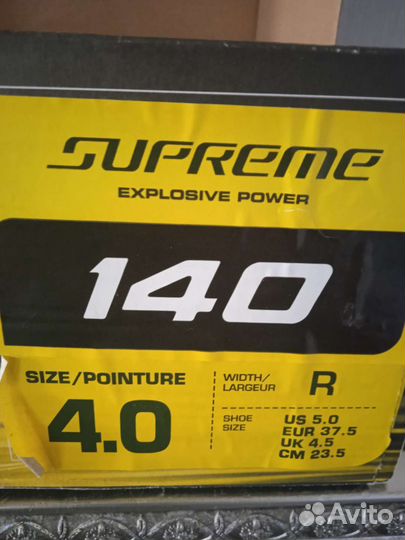 SUPREME
EXPLOSIVE POWER
140
SIZE/POINTURE
4.0
WIDTH/
LARGEUR
R
SHOE
SIZE
US 5.0
EUR 37.5
UK 4.5
CM 23.5
Avito